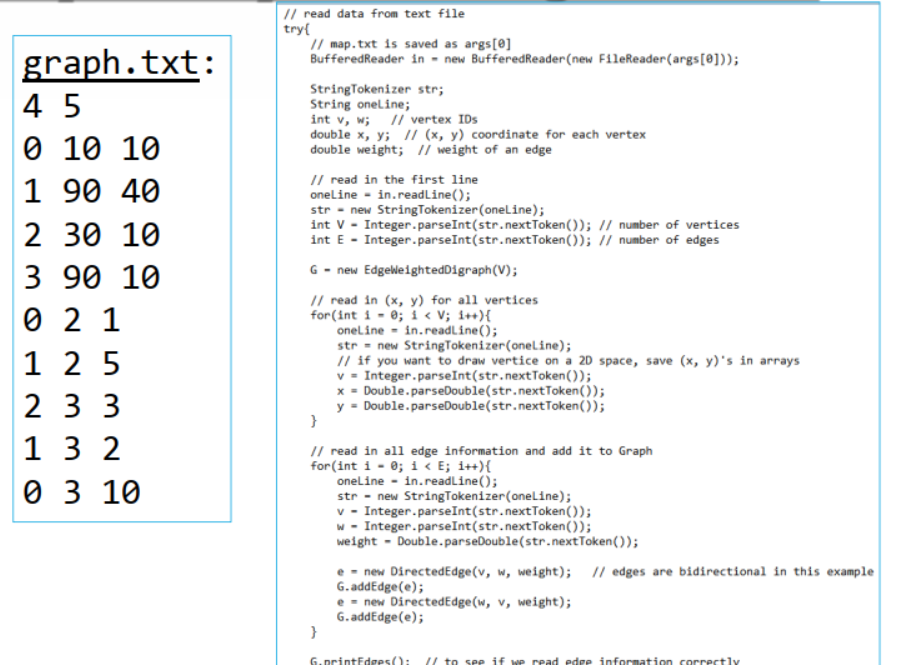 graph.txt:
4 5
0 10 10
1 90 40
2 30 10
3 90 10
0 2 1
1 2 5
2 3 3
1 3 2
0 3 10
// read data from text file
try{
// map.txt is saved as args[0]
BufferedReader in = new BufferedReader(new FileReader(args[0]));
StringTokenizer str;
String oneLine;
int v, w; // vertex IDs
double x, y; // (x, y) coordinate for each vertex
double weight; // weight of an edge
// read in the first line
oneLine = in.readLine();
str = new StringTokenizer(oneLine);
int V = Integer.parseInt(str.nextToken()); // number of vertices
int E = Integer.parseInt(str.nextToken()); // number of edges
G = new EdgeWeightedDigraph(V);
// read in (x, y) for all vertices
for(int i = 0; i < V; i++){
oneLine = in.readLine();
str = new StringTokenizer(oneLine);
// if you want to draw vertice on a 2D space, save (x, y)'s in arrays
v = Integer.parseInt(str.nextToken());
x = Double.parseDouble(str.nextToken());
y = Double.parseDouble(str.nextToken());
}
// read in all edge information and add it to Graph
for(int i = 0; i < E; i++){
oneLine = in.readLine();
str = new StringTokenizer(oneLine);
v = Integer.parseInt(str.nextToken());
w = Integer.parseInt(str.nextToken());
weight = Double.parseDouble(str.nextToken());
e = new DirectedEdge(v, w, weight); // edges are bidirectional in this example
G.addEdge(e);
e = new DirectedEdge(w, v, weight);
G.addEdge(e);
}
G.printEdges(); // to see if we read edge information correctly